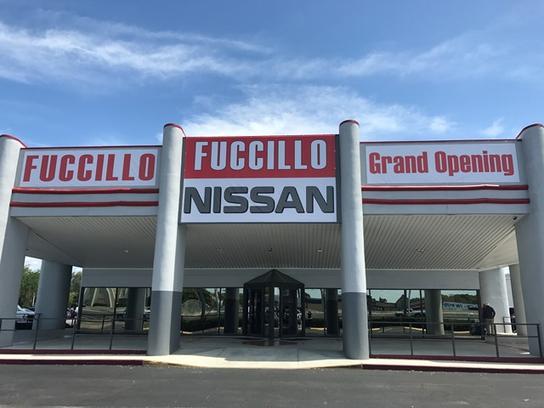 FUCCILLO
FUCCILLO
NISSAN
Grand Opening